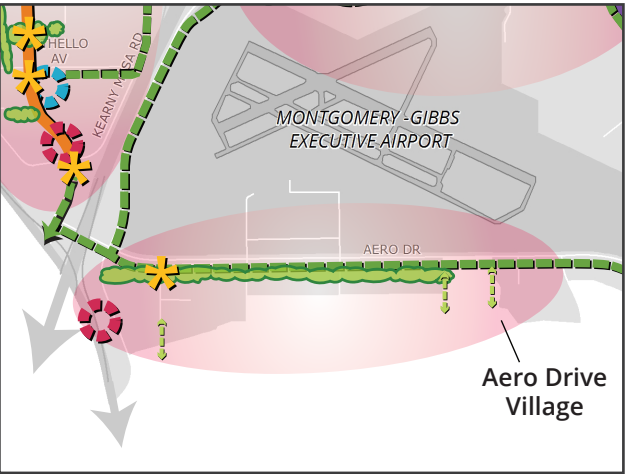 HELLO
AV
KEARNY MESA RD
MONTGOMERY -GIBBS
EXECUTIVE AIRPORT
AERO DR
Aero Drive
Village